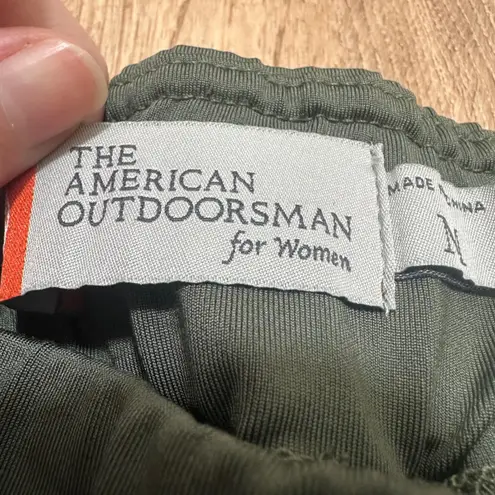 THE
AMERICAN
OUTDOORSMAN
for Women
MADE CHINA